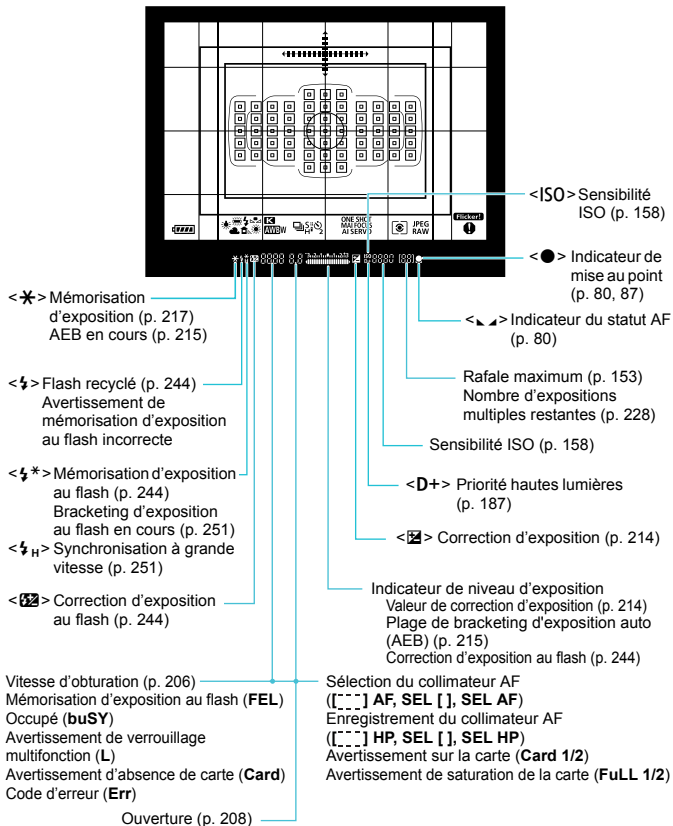 ONE SHOT
MAI FOCUS
AI SERVO
JPEG
RAW
Flicker!
AWB W
<ISO> Sensibilité
ISO (p. 158)
<●> Indicateur de
mise au point
(p. 80, 87)
<◣ ◢> Indicateur du statut AF
(p. 80)
Rafale maximum (p. 153)
Nombre d'expositions
multiples restantes (p. 228)
Sensibilité ISO (p. 158)
<D+> Priorité hautes lumières
(p. 187)
Correction d'exposition (p. 214)
Indicateur de niveau d'exposition
Valeur de correction d'exposition (p. 214)
Plage de bracketing d'exposition auto
(AEB) (p. 215)
Correction d'exposition au flash (p. 244)
<✱> Mémorisation
d'exposition (p. 217)
AEB en cours (p. 215)
<⚡> Flash recyclé (p. 244)
Avertissement de
mémorisation d'exposition
au flash incorrecte
<⚡*> Mémorisation d'exposition
au flash (p. 244)
Bracketing d'exposition
au flash en cours (p. 251)
<⚡H> Synchronisation à grande
vitesse (p. 251)
Correction d'exposition
au flash (p. 244)
Vitesse d'obturation (p. 206)
Mémorisation d'exposition au flash (FEL)
Occupé (buSY)
Avertissement de verrouillage
multifonction (L)
Avertissement d'absence de carte (Card)
Code d'erreur (Err)
Ouverture (p. 208)
Sélection du collimateur AF
([---] AF, SEL [ ], SEL AF)
Enregistrement du collimateur AF
([---] HP, SEL [ ], SEL HP)
Avertissement sur la carte (Card 1/2)
Avertissement de saturation de la carte (FuLL 1/2)